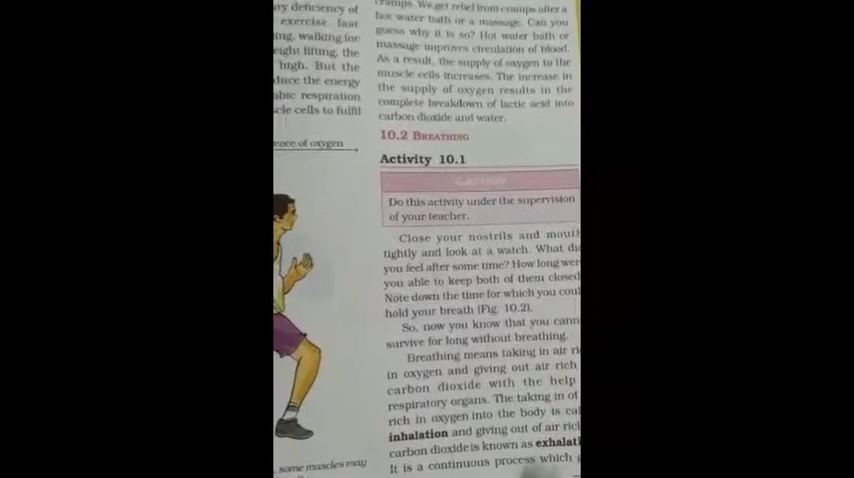 ry deficiency of
exercise fast
ing, walking for
eight lifting, the
high. But the
duce the energy
obic respiration
cle cells to fulfil
ence of oxygen
some muscles may
cramps. We get relief from cramps after a
hot water bath or a massage. Can you
guess why it is so? Hot water bath or
massage improves circulation of blood.
As a result, the supply of oxygen to the
muscle cells increases. The increase in
the supply of oxygen results in the
complete breakdown of lactic acid into
carbon dioxide and water.
10.2 BREATHING
Activity 10.1
CAUTION
Do this activity under the supervision
of your teacher.
Close your nostrils and mouth
tightly and look at a watch. What di
you feel after some time? How long wer
you able to keep both of them closed
Note down the time for which you coul
hold your breath (Fig. 10.2).
So, now you know that you cann
survive for long without breathing.
Breathing means taking in air ri
in oxygen and giving out air rich
carbon dioxide with the help
respiratory organs. The taking in of
rich in oxygen into the body is cal
inhalation and giving out of air ric
carbon dioxide is known as exhalati
It is a continuous process which g